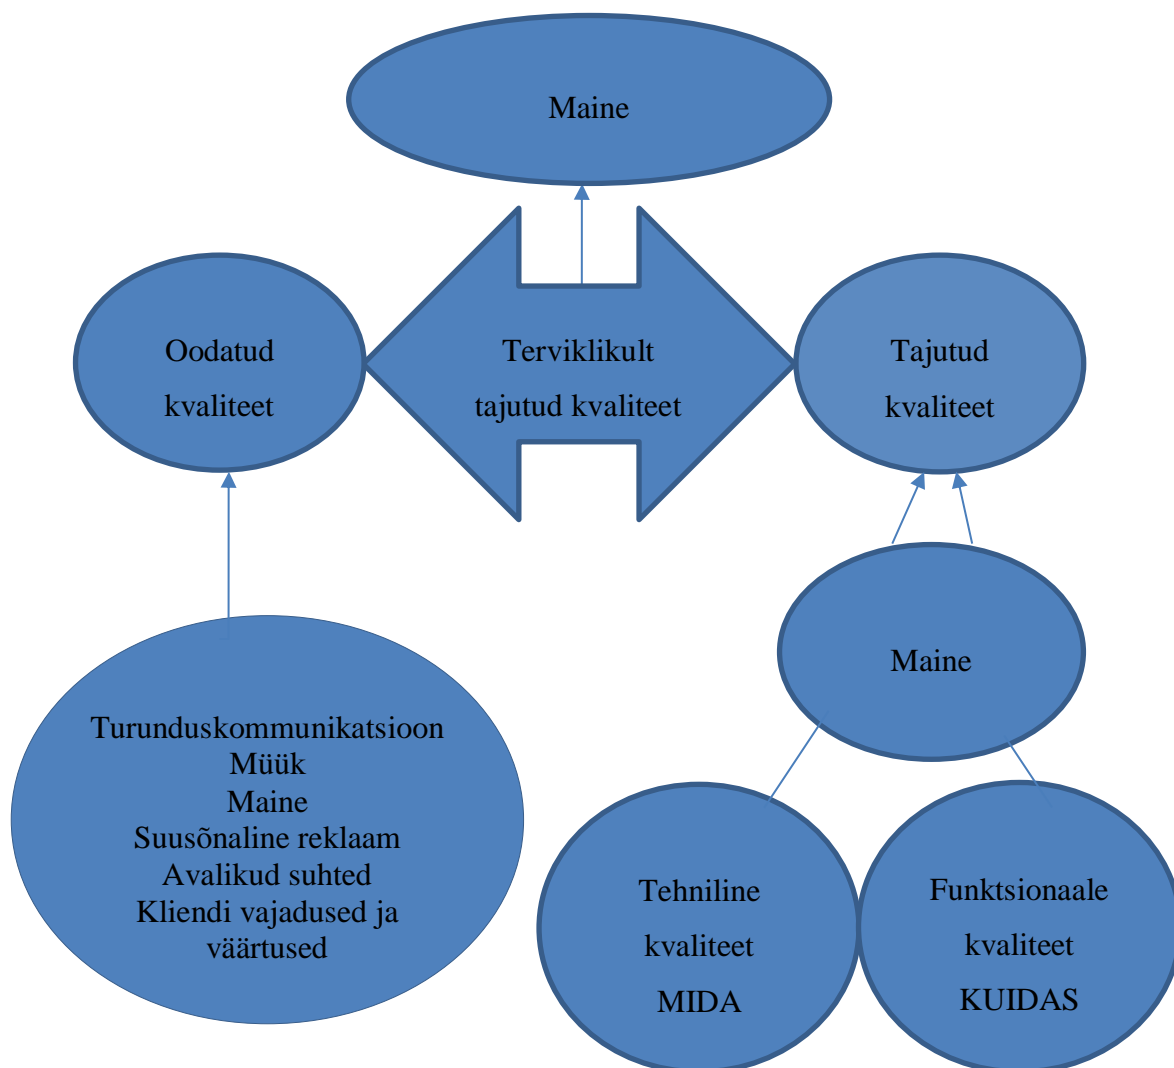 Maine
Oodatud
kvaliteet
Terviklikult
tajutud kvaliteet
Tajutud
kvaliteet
Maine
Turunduskommunikatsioon
Müük
Maine
Suusõnaline reklaam
Avalikud suhted
Kliendi vajadused ja
väärtused
Tehniline
kvaliteet
MIDA
Funktsionaale
kvaliteet
KUIDAS